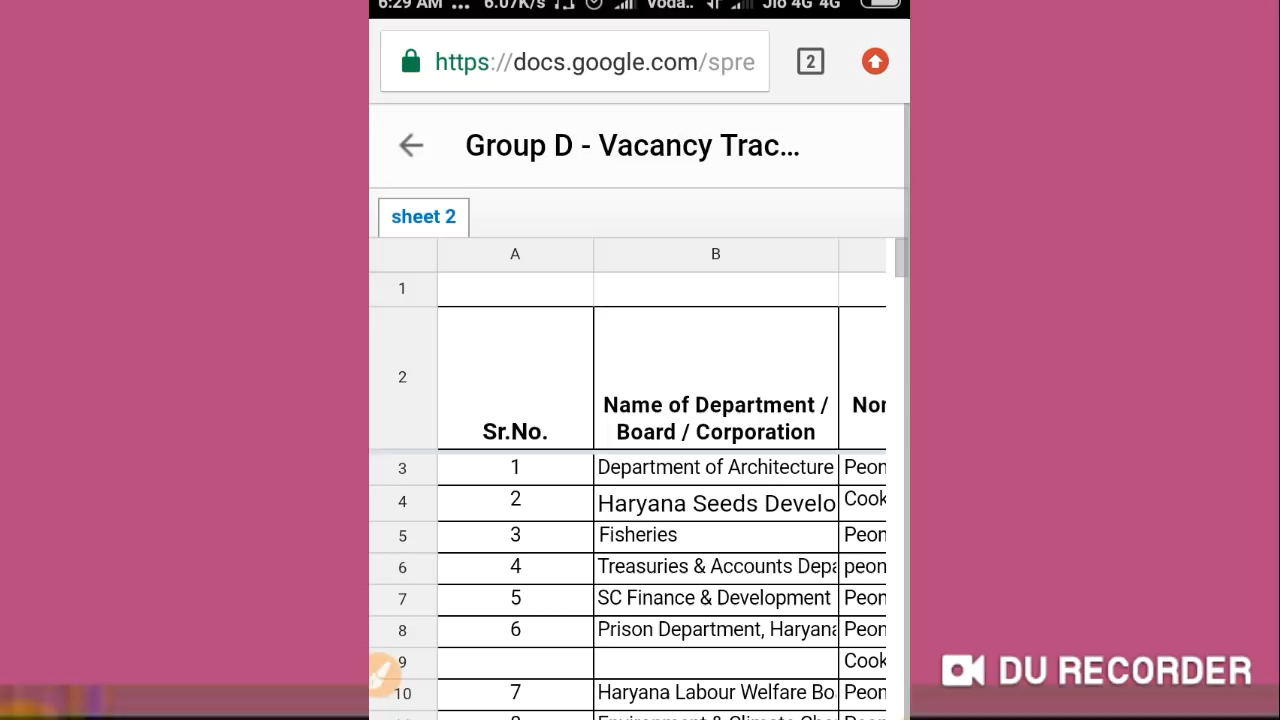 6:29 AM ... 6.07K/s Voda.. Jio 4G 4G
https://docs.google.com/spre 2
Group D - Vacancy Trac...
sheet 2
A B
1
2 Sr.No. Name of Department / Board / Corporation
3 1 Department of Architecture Peon
4 2 Haryana Seeds Develo Cook
5 3 Fisheries Peon
6 4 Treasuries & Accounts Depa peon
7 5 SC Finance & Development Peon
8 6 Prison Department, Haryana Peon
9 Cook
10 7 Haryana Labour Welfare Bo Peon
DU RECORDER